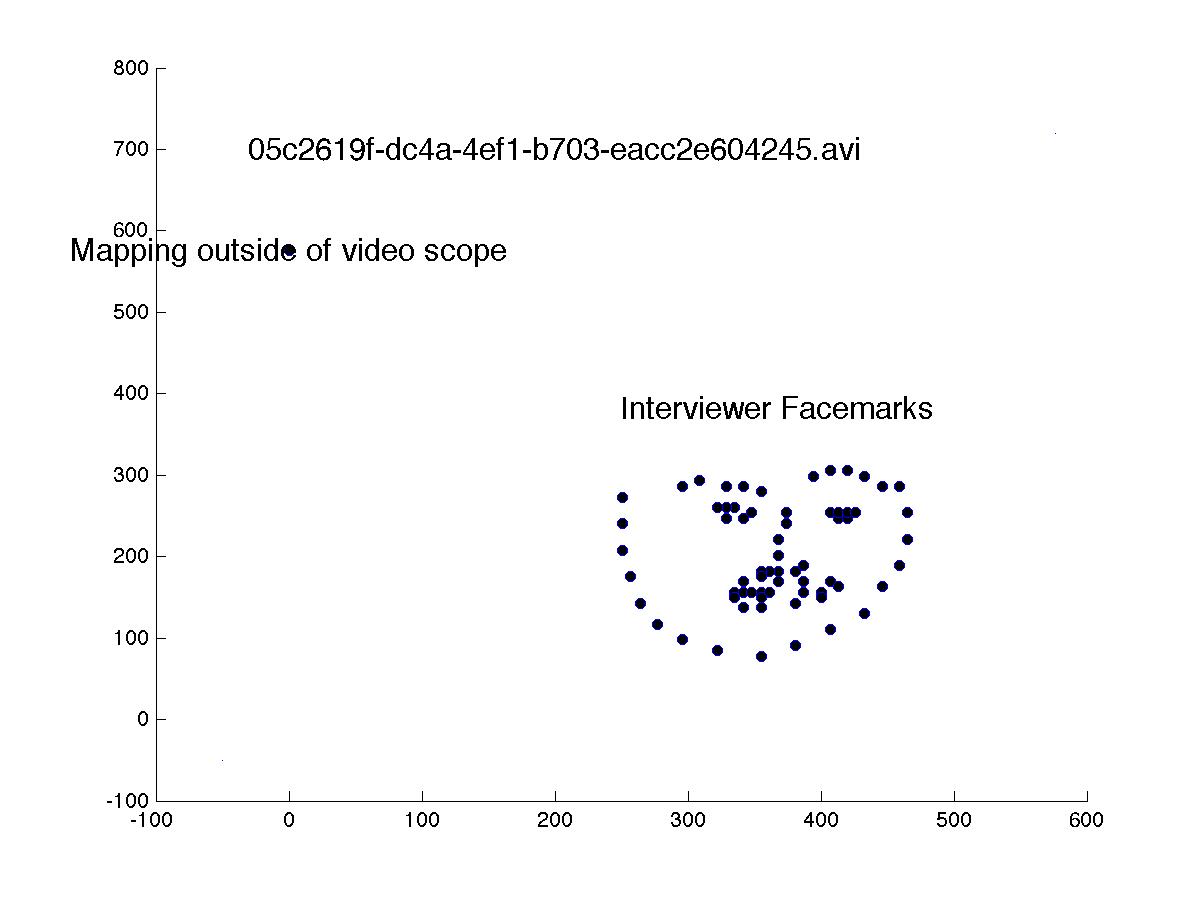 800
700
05c2619f-dc4a-4ef1-b703-eacc2e604245.avi
600
Mapping outside of video scope
500
400
Interviewer Facemarks
300
200
100
0
-100
-100 0 100 200 300 400 500 600